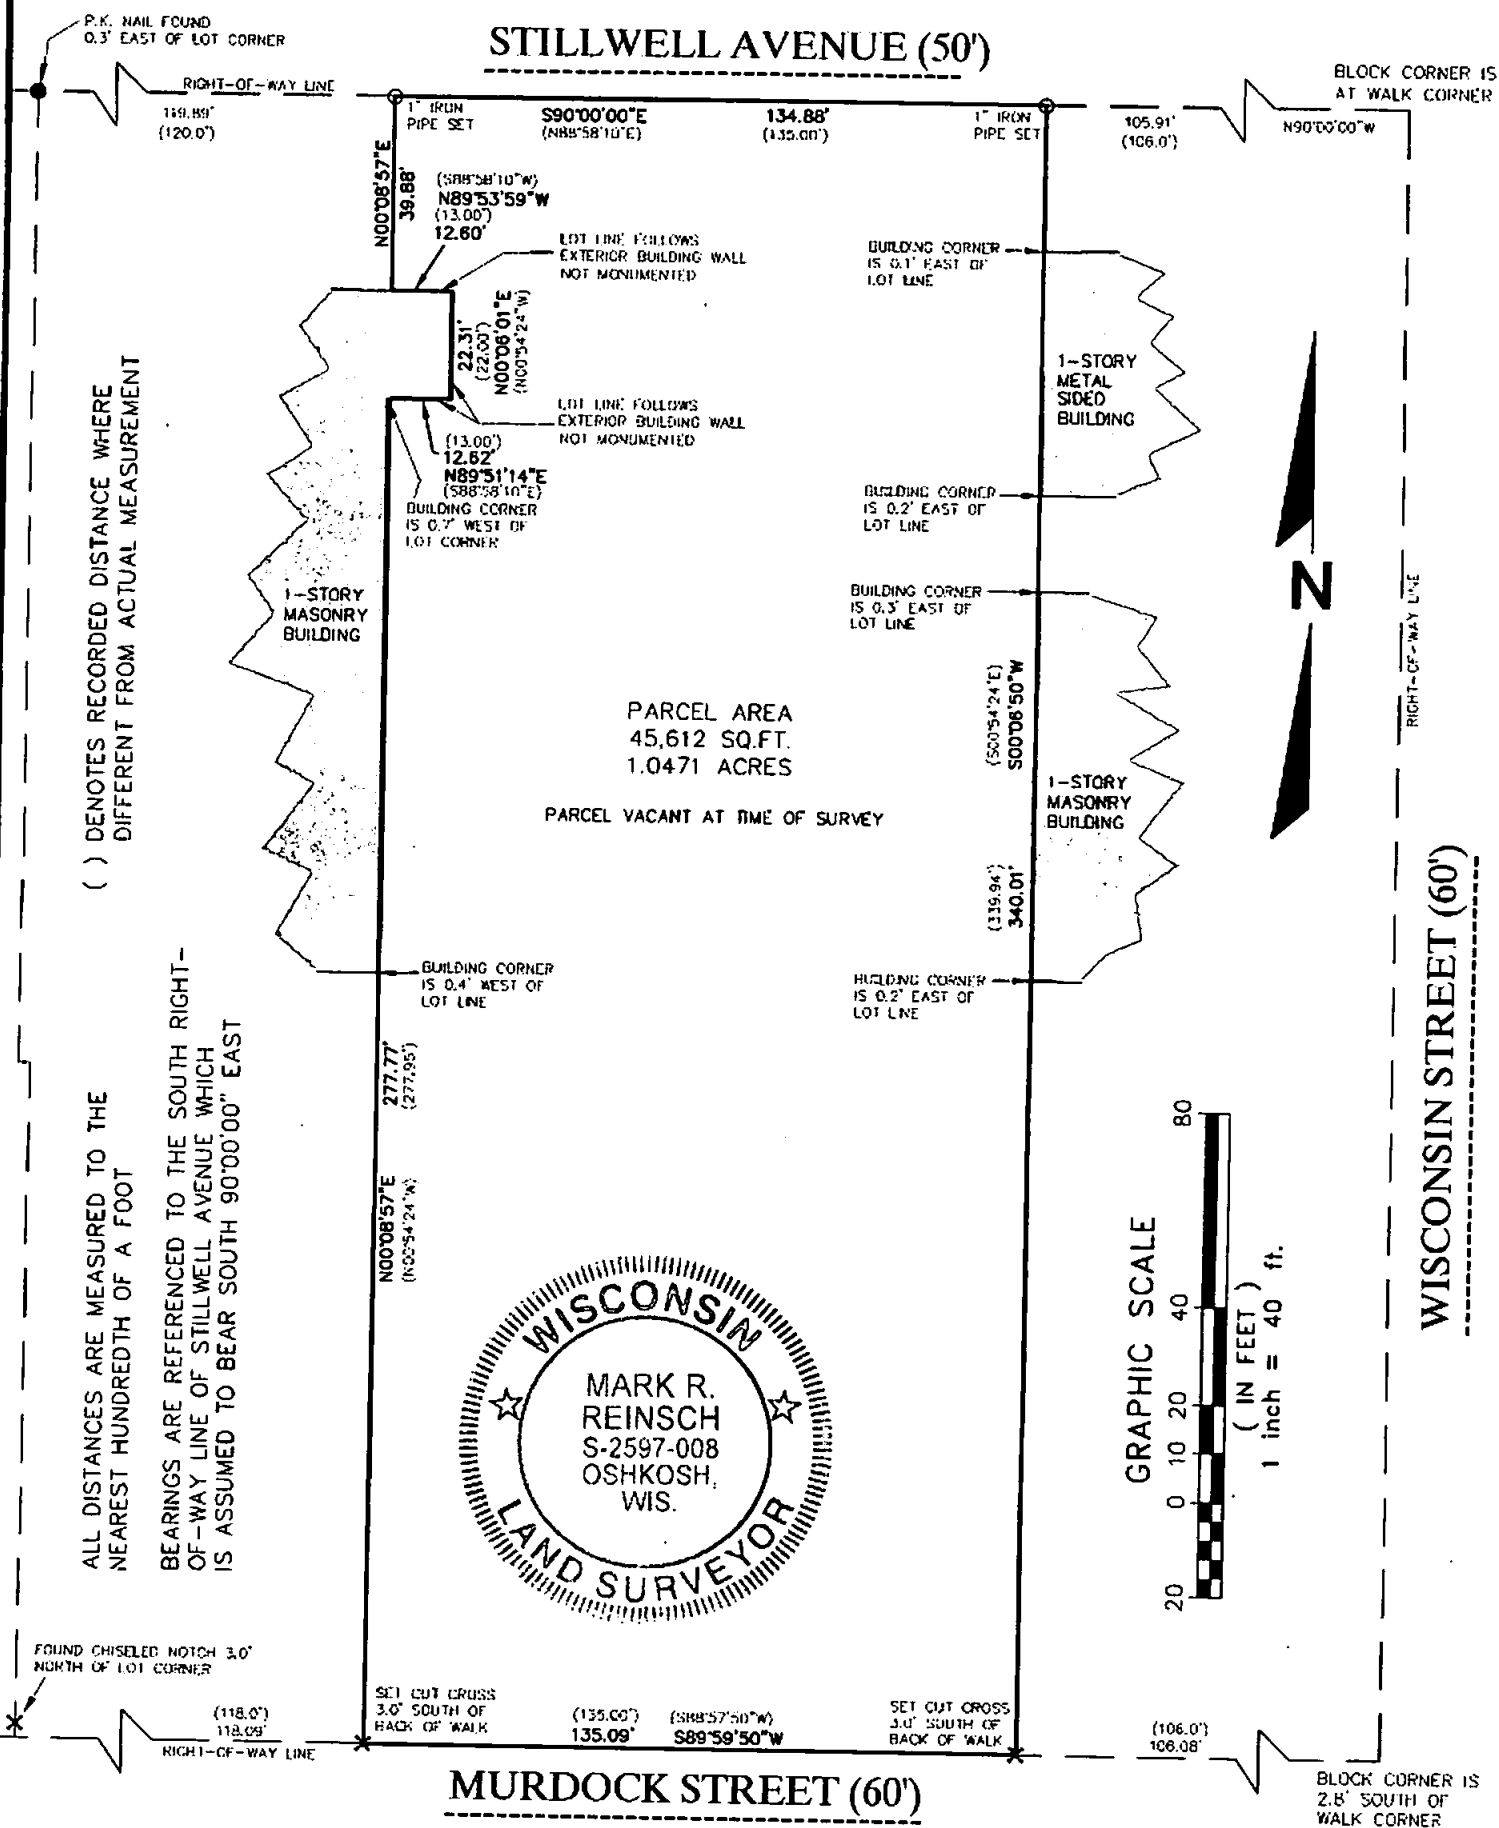 P.K. NAIL FOUND
0.3' EAST OF LOT CORNER
STILLWELL AVENUE (50')
BLOCK CORNER IS
AT WALK CORNER
RIGHT-OF-WAY LINE
119.89'
(120.0')
1" IRON
PIPE SET
S90°00'00"E
(N88°58'10"E)
134.88'
(135.00')
1" IRON
PIPE SET
105.91'
(106.0')
N90°00'00"W
N00°08'57"E
39.88'
(S88°58'10"W)
N89°53'59"W
(13.00')
12.60'
LOT LINE FOLLOWS
EXTERIOR BUILDING WALL
NOT MONUMENTED
BUILDING CORNER
IS 0.1' EAST OF
LOT LINE
22.31'
(22.00')
N00°06'01"E
(N00°54'24"W)
1-STORY
METAL
SIDED
BUILDING
LOT LINE FOLLOWS
EXTERIOR BUILDING WALL
NOT MONUMENTED
(13.00')
12.62'
N89°51'14"E
(S88°58'10"E)
BUILDING CORNER
IS 0.7' WEST OF
LOT CORNER
BUILDING CORNER
IS 0.2' EAST OF
LOT LINE
( ) DENOTES RECORDED DISTANCE WHERE
DIFFERENT FROM ACTUAL MEASUREMENT
1-STORY
MASONRY
BUILDING
BUILDING CORNER
IS 0.3' EAST OF
LOT LINE
N
RIGHT-OF-WAY LINE
(S00°54'24"E)
S00°06'50"W
PARCEL AREA
45,612 SQ.FT.
1.0471 ACRES
PARCEL VACANT AT TIME OF SURVEY
1-STORY
MASONRY
BUILDING
(339.94')
340.01'
BUILDING CORNER
IS 0.4' WEST OF
LOT LINE
BUILDING CORNER
IS 0.2' EAST OF
LOT LINE
WISCONSIN STREET (60')
277.77'
(277.95')
N00°08'57"E
(N00°54'24"W)
ALL DISTANCES ARE MEASURED TO THE
NEAREST HUNDREDTH OF A FOOT
BEARINGS ARE REFERENCED TO THE SOUTH RIGHT-
OF-WAY LINE OF STILLWELL AVENUE WHICH
IS ASSUMED TO BEAR SOUTH 90°00'00" EAST
WISCONSIN
MARK R.
REINSCH
S-2597-008
OSHKOSH,
WIS.
LAND SURVEYOR
GRAPHIC SCALE
20 0 10 20 40 80
( IN FEET )
1 inch = 40 ft.
FOUND CHISELED NOTCH 3.0'
NORTH OF LOT CORNER
(118.0')
118.09'
RIGHT-OF-WAY LINE
SET CUT CROSS
3.0' SOUTH OF
BACK OF WALK
(135.00')
135.09'
(S88°57'50"W)
S89°59'50"W
SET CUT CROSS
3.0' SOUTH OF
BACK OF WALK
(106.0')
106.08'
MURDOCK STREET (60')
BLOCK CORNER IS
2.8' SOUTH OF
WALK CORNER